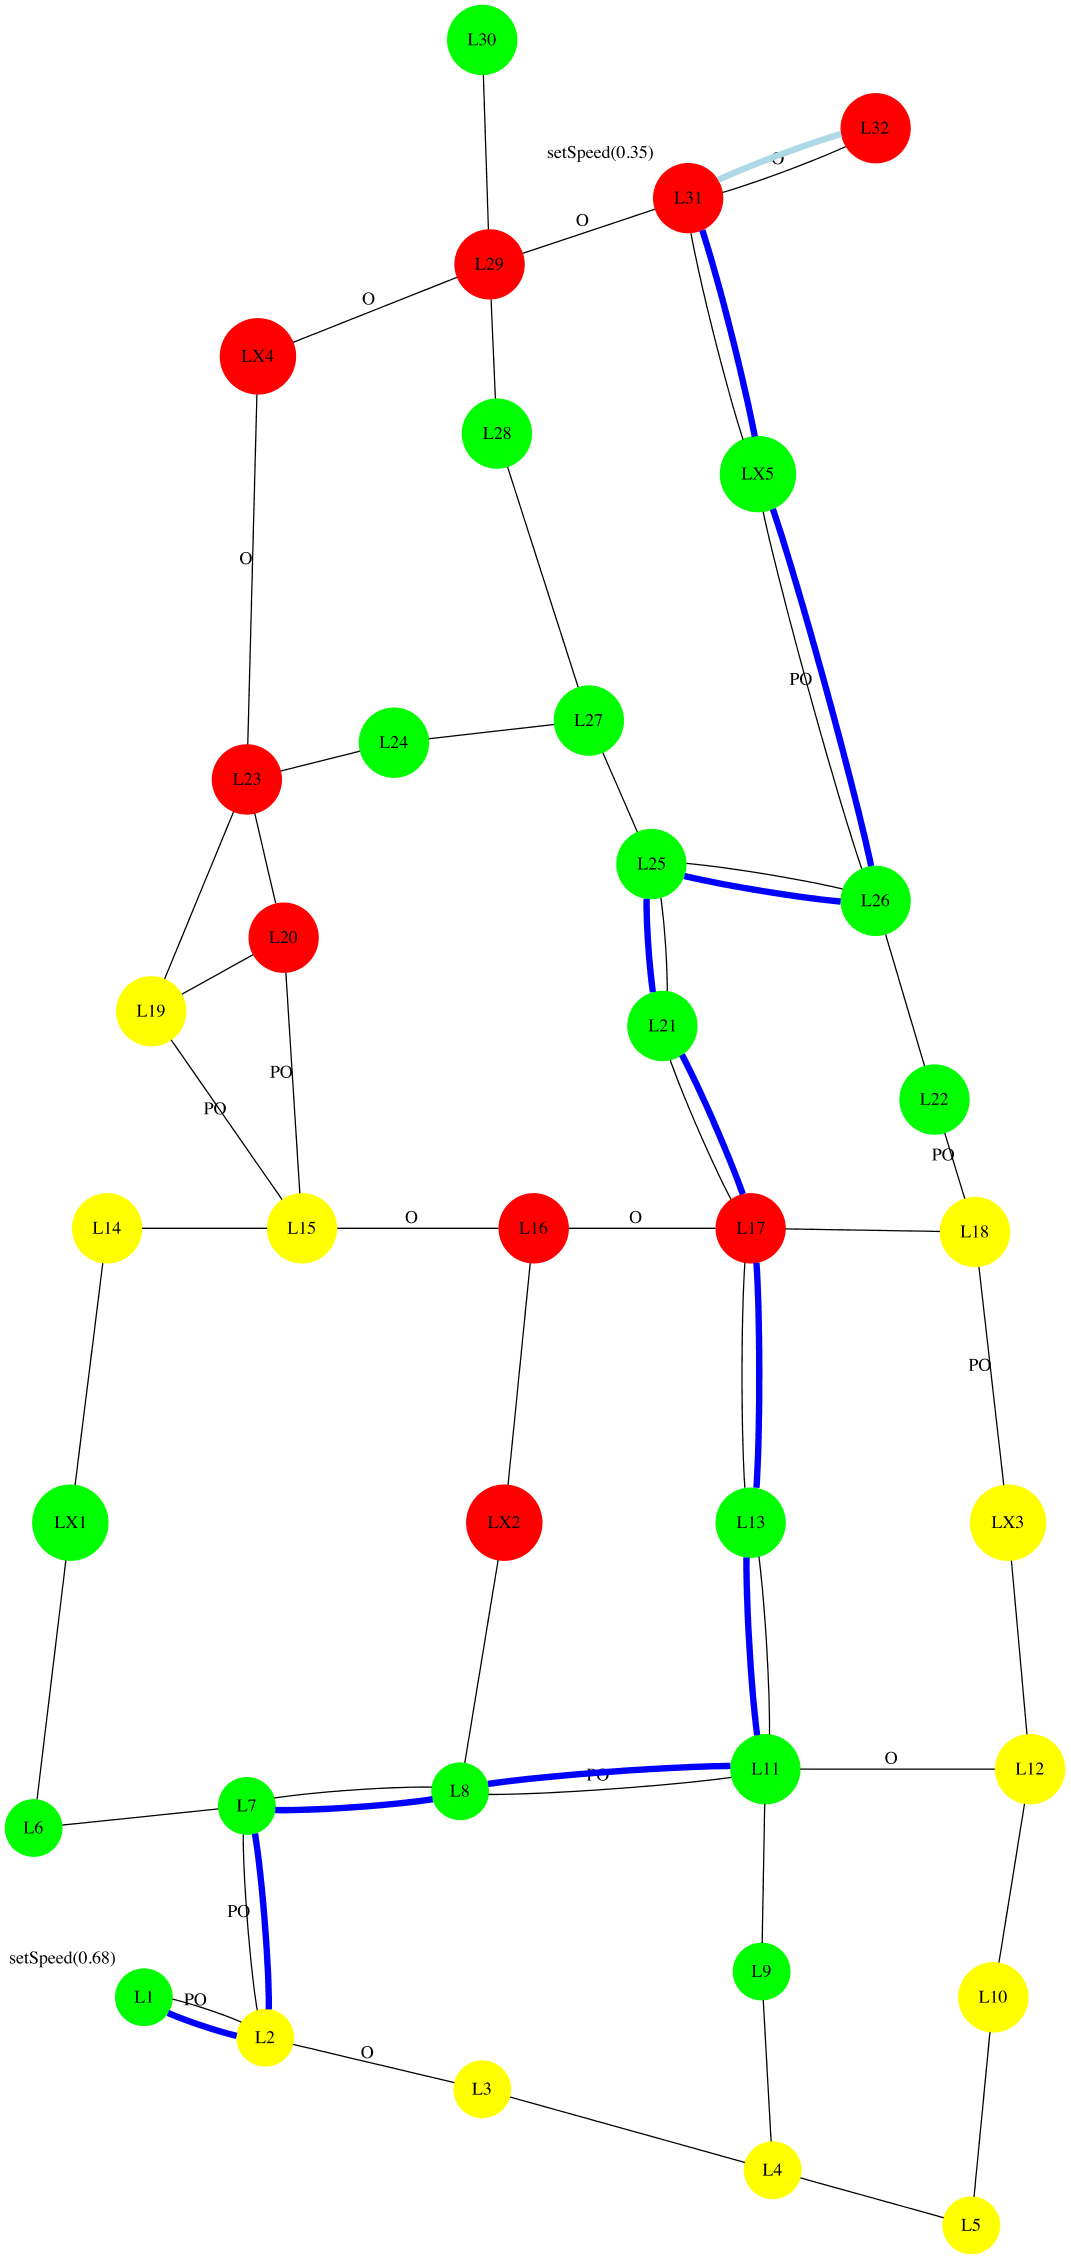 L30
L32
setSpeed(0.35)
O
L31
O
L29
O
LX4
L28
LX5
O
PO
L27
L24
L23
L25
L26
L20
L19
L21
PO
L22
PO
PO
L14
L15
O
L16
O
L17
L18
PO
LX1
LX2
L13
LX3
O
L11
L12
PO
L8
L7
L6
PO
setSpeed(0.68)
L9
L1
PO
L10
L2
O
L3
L4
L5